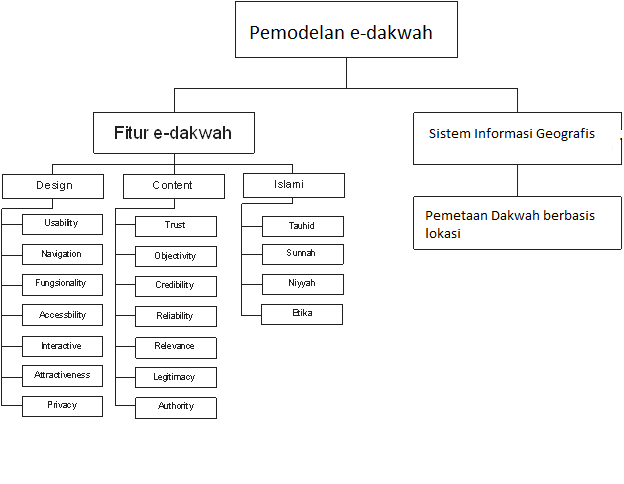 Pemodelan e-dakwah
Fitur e-dakwah
Sistem Informasi Geografis
Design
Content
Islami
Pemetaan Dakwah berbasis
lokasi
Usability
Navigation
Fungsionality
Accessbility
Interactive
Attractiveness
Privacy
Trust
Objectivity
Credibility
Reliability
Relevance
Legitimacy
Authority
Tauhid
Sunnah
Niyyah
Etika